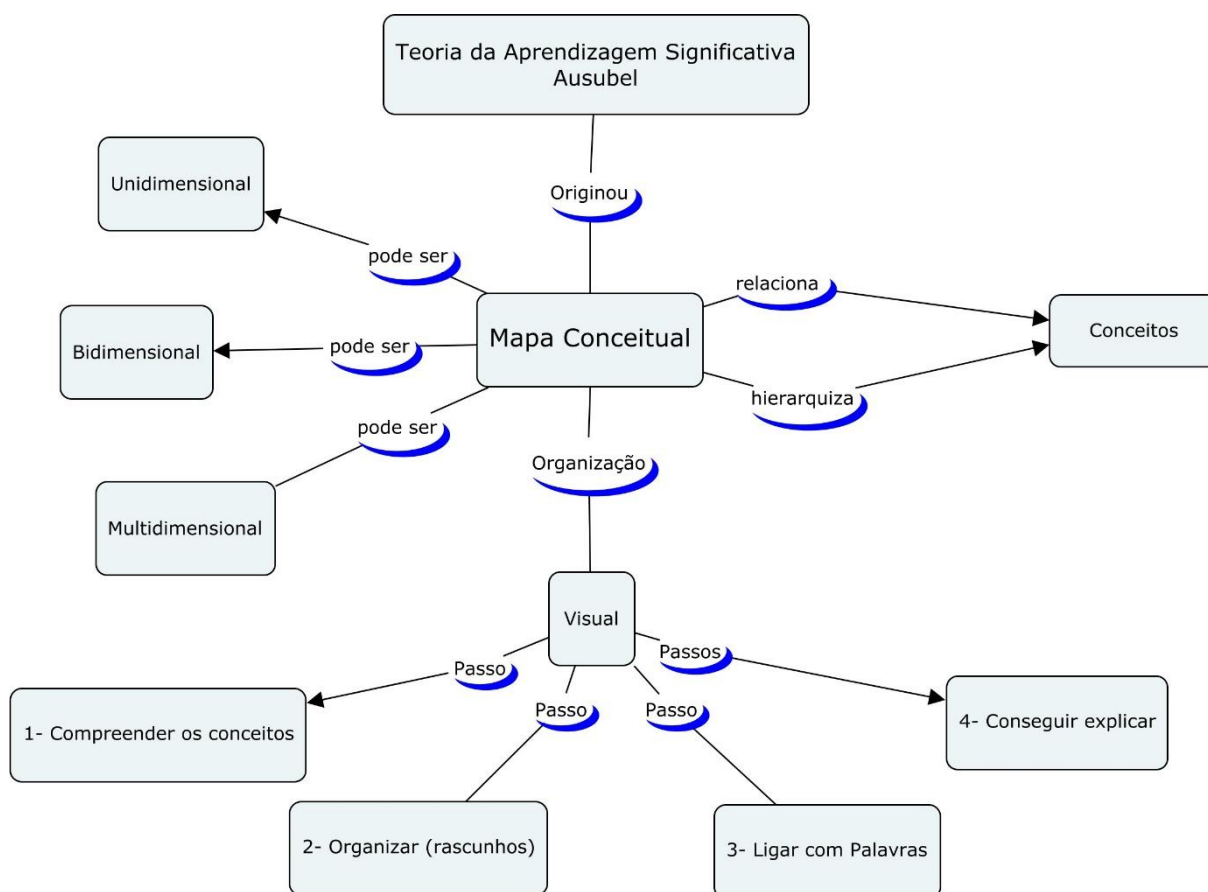 Teoria da Aprendizagem Significativa
Ausubel
Originou
Unidimensional
pode ser
relaciona
Mapa Conceitual
Conceitos
Bidimensional
pode ser
hierarquiza
pode ser
Organização
Multidimensional
Visual
Passo
Passos
Passo
Passo
1- Compreender os conceitos
4- Conseguir explicar
2- Organizar (rascunhos)
3- Ligar com Palavras